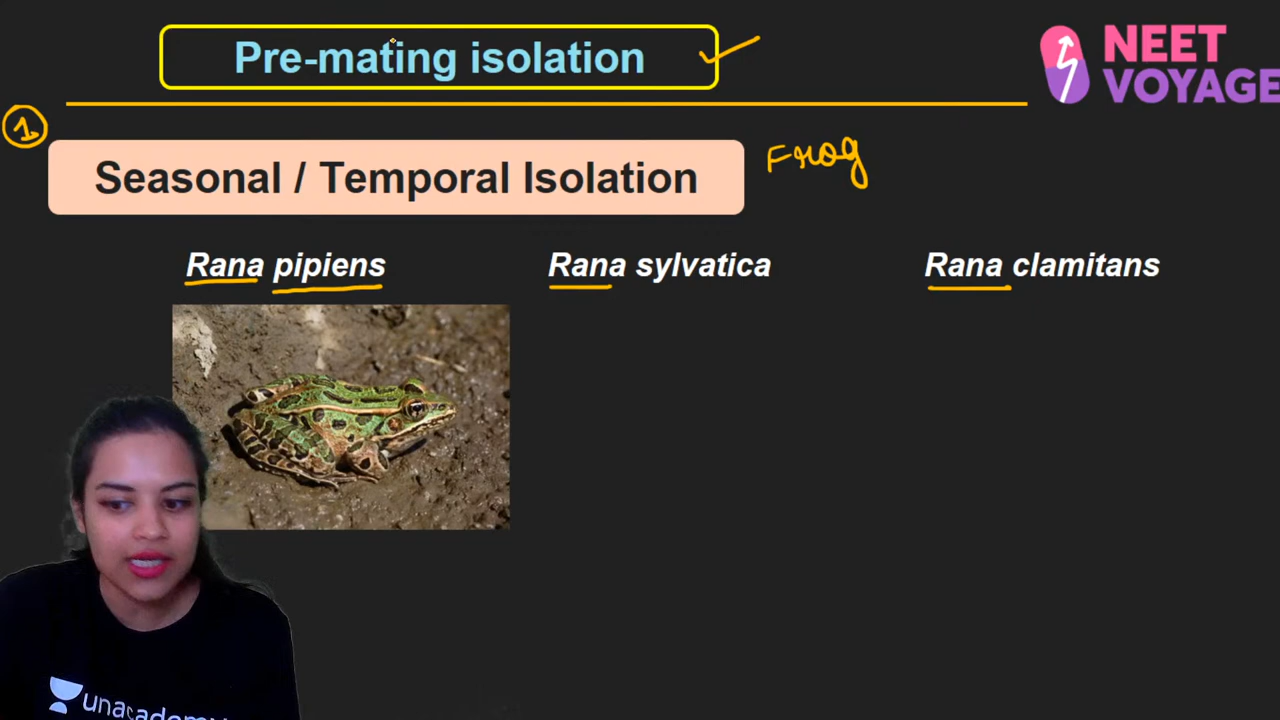 Pre-mating isolation
NEET
VOYAGE
1
Seasonal / Temporal Isolation
Frog
Rana pipiens
Rana sylvatica
Rana clamitans
unacademy